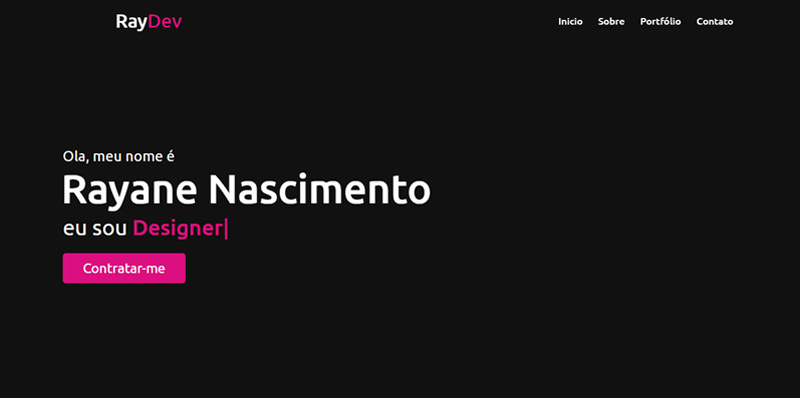 RayDev
Inicio Sobre Portfólio Contato
Ola, meu nome é
Rayane Nascimento
eu sou Designer|
Contratar-me